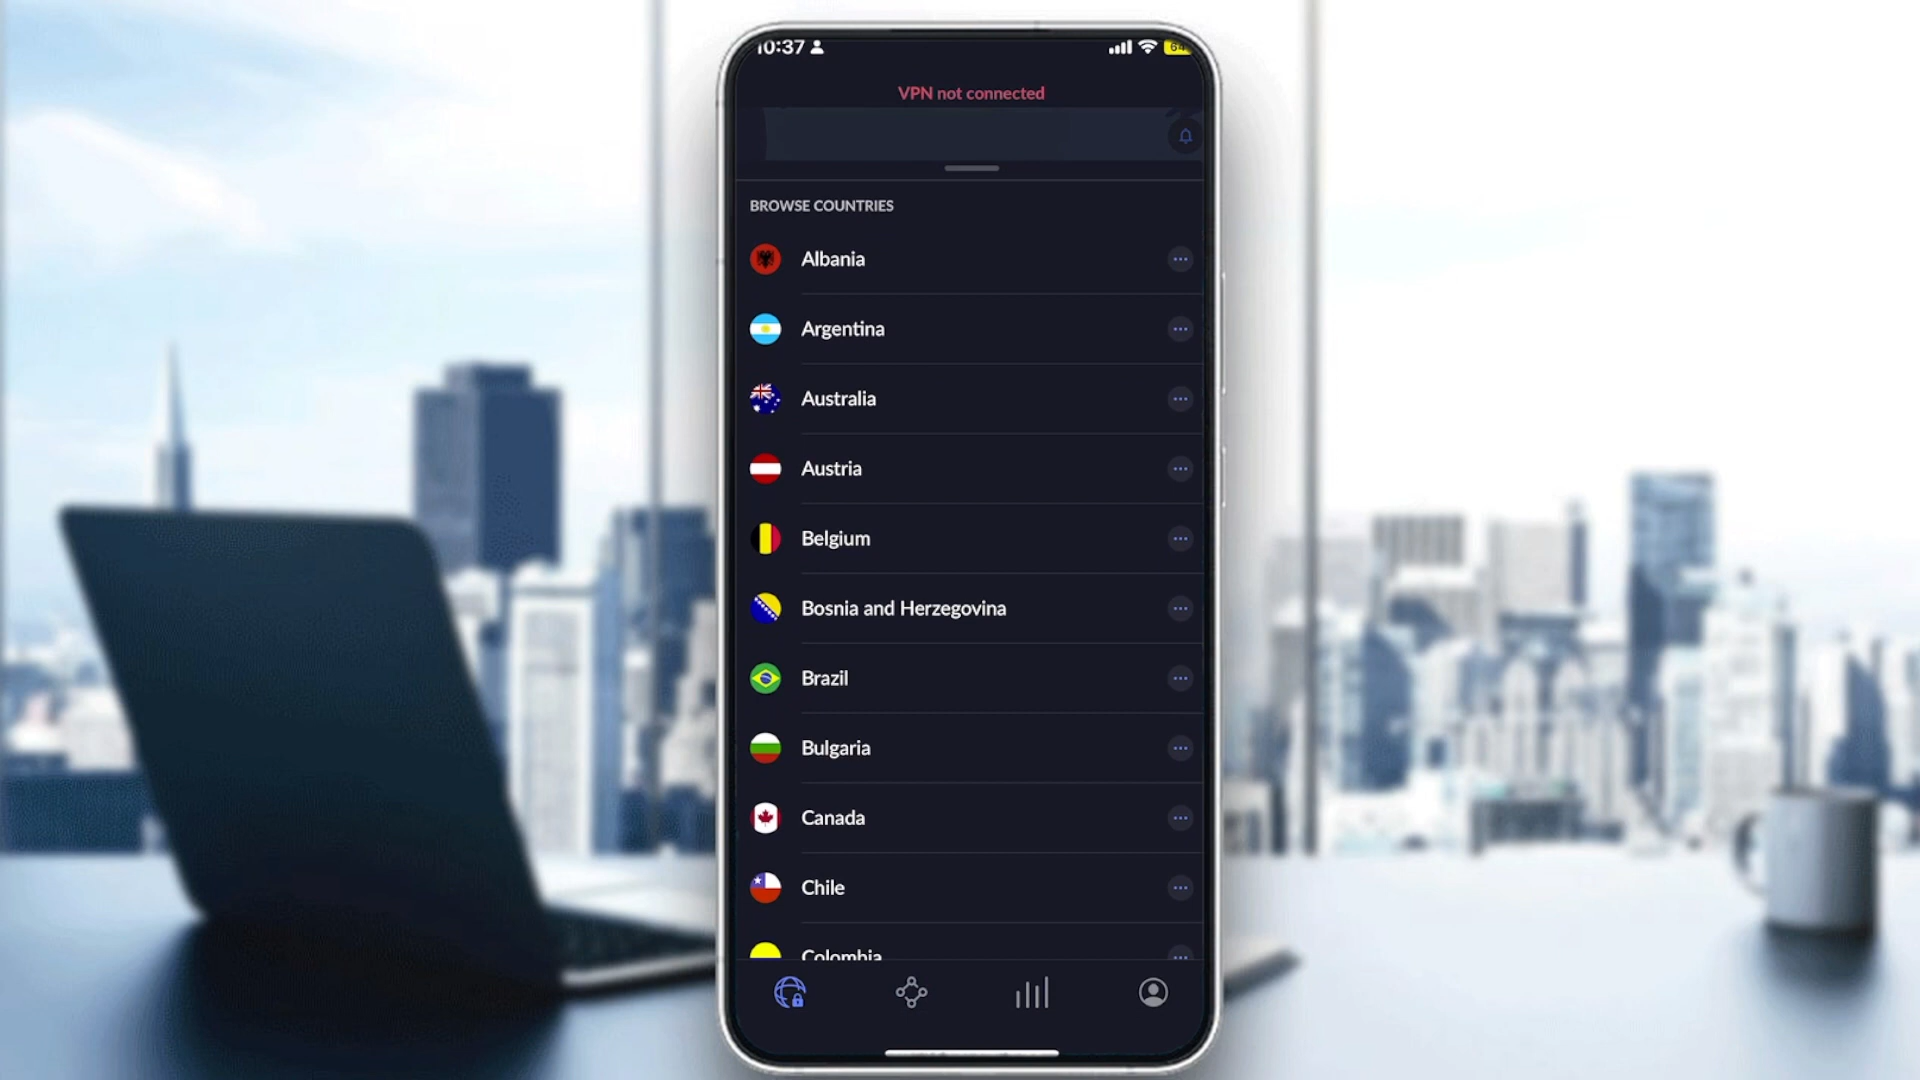 10:37
64
VPN not connected
BROWSE COUNTRIES
Albania
Argentina
Australia
Austria
Belgium
Bosnia and Herzegovina
Brazil
Bulgaria
Canada
Chile
Colombia